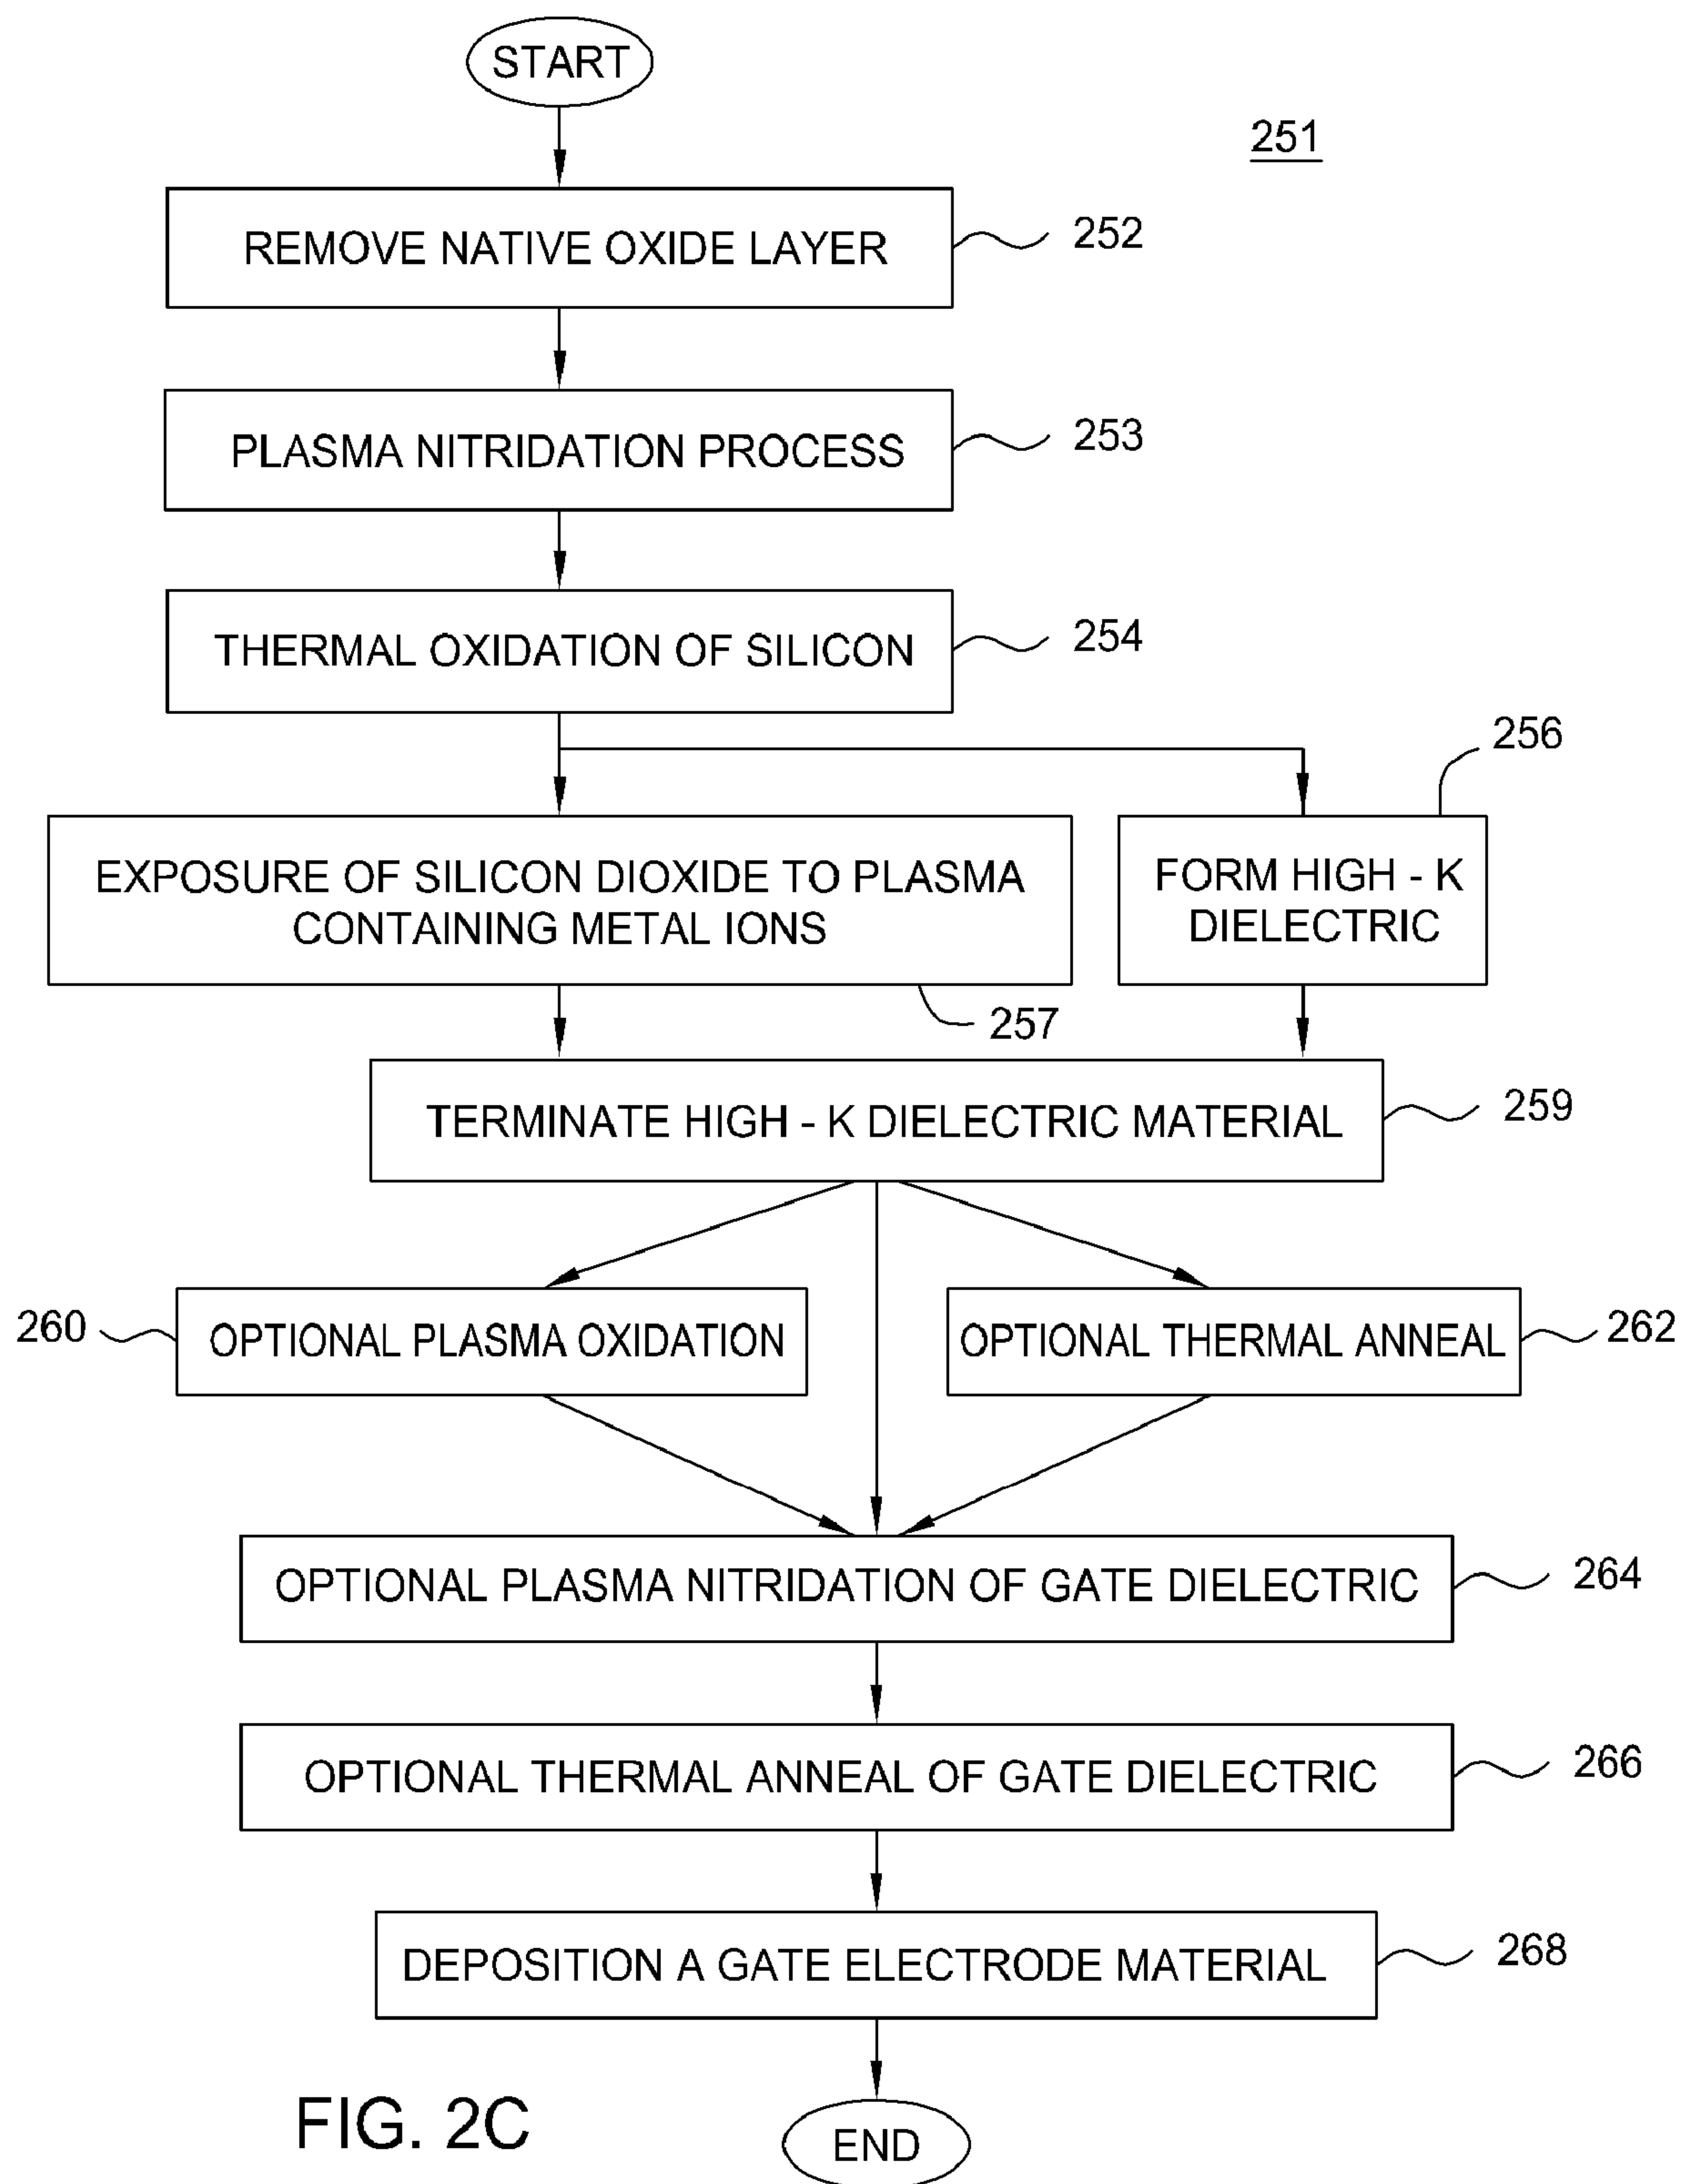 START
251
REMOVE NATIVE OXIDE LAYER
252
PLASMA NITRIDATION PROCESS
253
THERMAL OXIDATION OF SILICON
254
256
EXPOSURE OF SILICON DIOXIDE TO PLASMA
CONTAINING METAL IONS
257
FORM HIGH - K
DIELECTRIC
TERMINATE HIGH - K DIELECTRIC MATERIAL
259
260
OPTIONAL PLASMA OXIDATION
OPTIONAL THERMAL ANNEAL
262
OPTIONAL PLASMA NITRIDATION OF GATE DIELECTRIC
264
OPTIONAL THERMAL ANNEAL OF GATE DIELECTRIC
266
DEPOSITION A GATE ELECTRODE MATERIAL
268
END
FIG. 2C